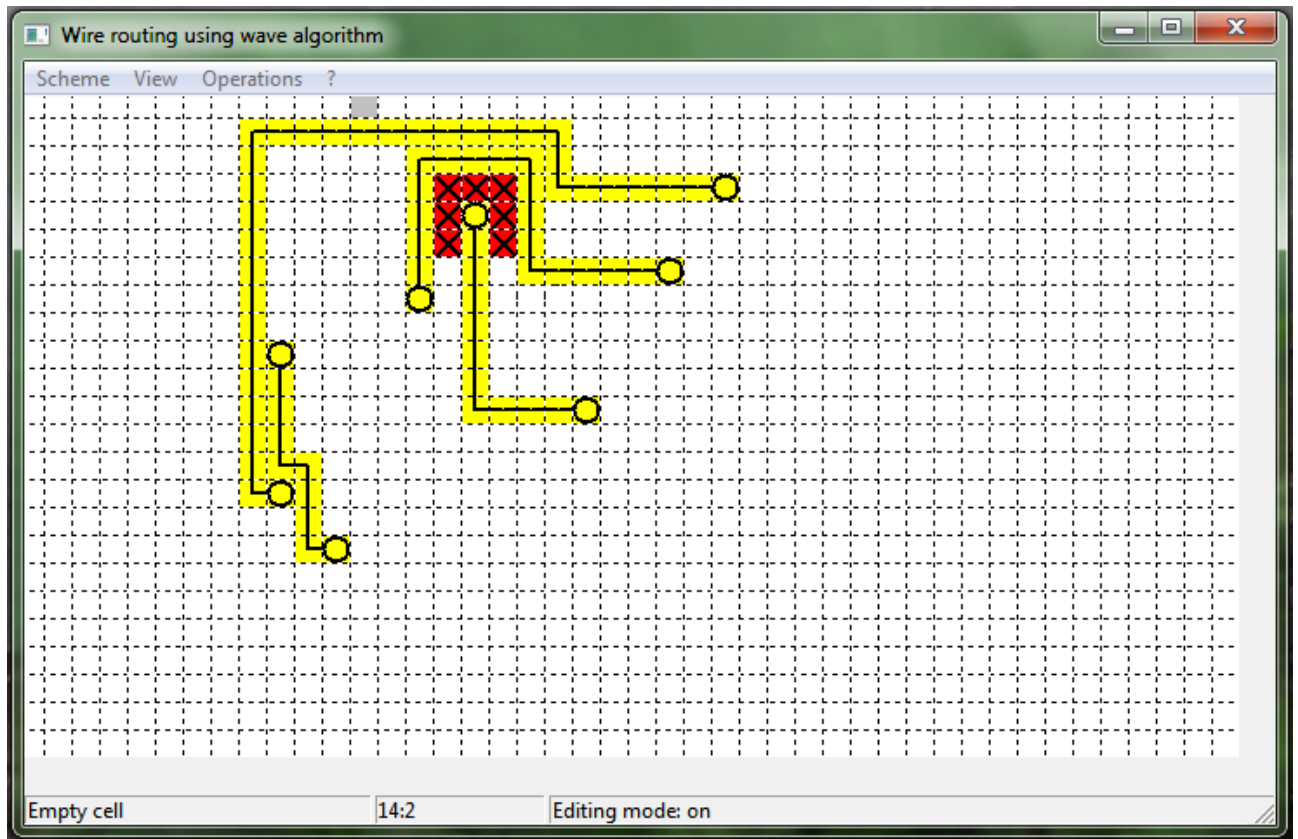 Wire routing using wave algorithm
Scheme View Operations ?
Empty cell 14:2 Editing mode: on